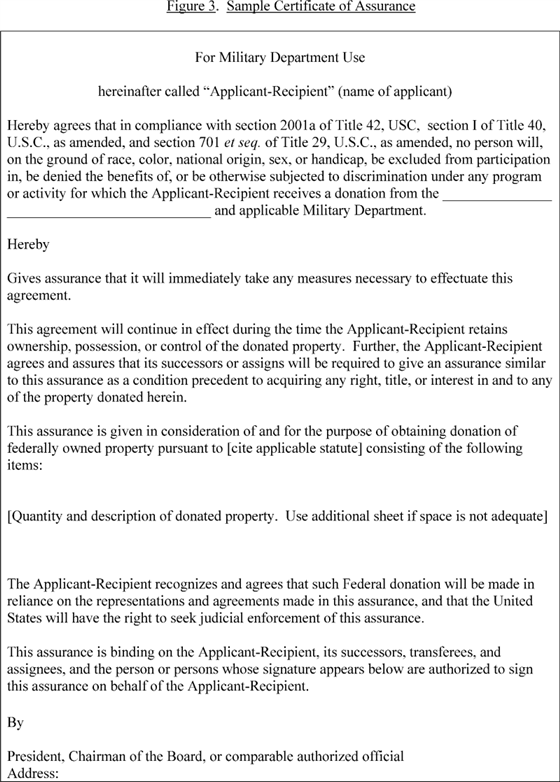 Figure 3.  Sample Certificate of Assurance
For Military Department Use
hereinafter called “Applicant-Recipient” (name of applicant)
Hereby agrees that in compliance with section 2001a of Title 42, USC,  section I of Title 40,
U.S.C., as amended, and section 701 et seq. of Title 29, U.S.C., as amended, no person will,
on the ground of race, color, national origin, sex, or handicap, be excluded from participation
in, be denied the benefits of, or be otherwise subjected to discrimination under any program
or activity for which the Applicant-Recipient receives a donation from the _______________
____________________________ and applicable Military Department.
Hereby
Gives assurance that it will immediately take any measures necessary to effectuate this
agreement.
This agreement will continue in effect during the time the Applicant-Recipient retains
ownership, possession, or control of the donated property.  Further, the Applicant-Recipient
agrees and assures that its successors or assigns will be required to give an assurance similar
to this assurance as a condition precedent to acquiring any right, title, or interest in and to any
of the property donated herein.
This assurance is given in consideration of and for the purpose of obtaining donation of
federally owned property pursuant to [cite applicable statute] consisting of the following
items:
[Quantity and description of donated property.  Use additional sheet if space is not adequate]
The Applicant-Recipient recognizes and agrees that such Federal donation will be made in
reliance on the representations and agreements made in this assurance, and that the United
States will have the right to seek judicial enforcement of this assurance.
This assurance is binding on the Applicant-Recipient, its successors, transferees, and
assignees, and the person or persons whose signature appears below are authorized to sign
this assurance on behalf of the Applicant-Recipient.
By
President, Chairman of the Board, or comparable authorized official
Address: